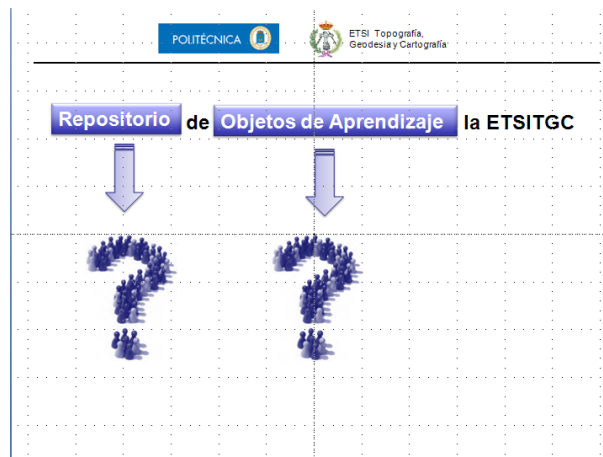 POLITÉCNICA
ETSI Topografía,
Geodesia y Cartografía
Repositorio de Objetos de Aprendizaje la ETSITGC